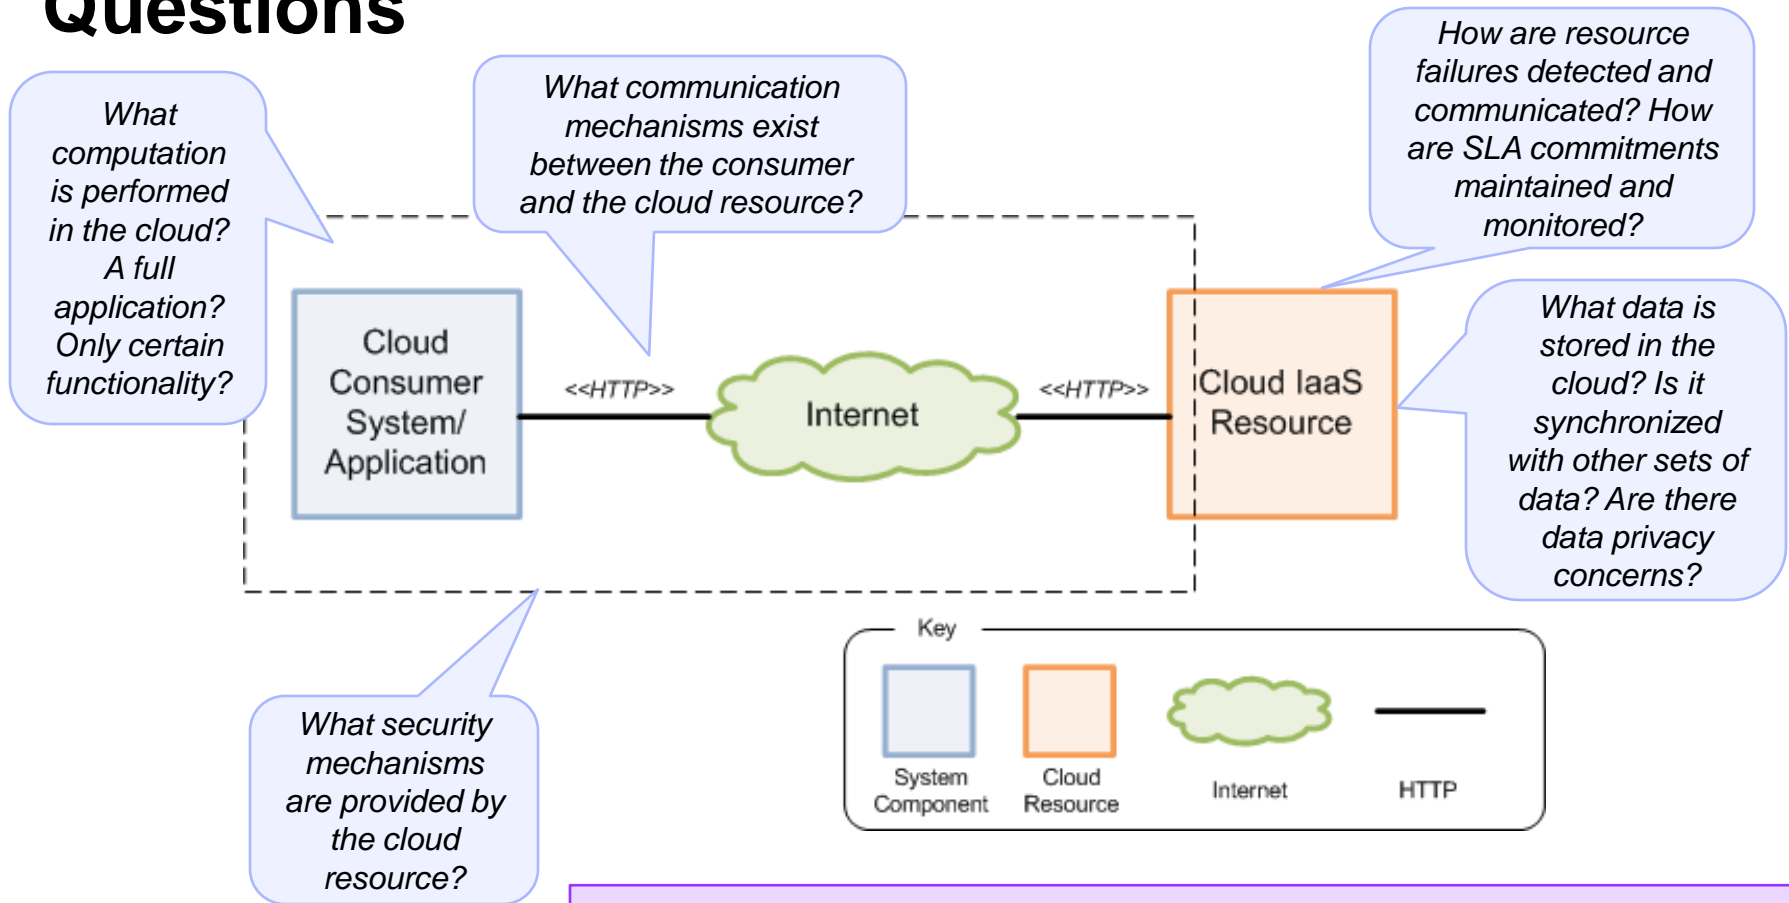 Questions
What
computation
is performed
in the cloud?
A full
application?
Only certain
functionality?
What communication
mechanisms exist
between the consumer
and the cloud resource?
How are resource
failures detected and
communicated? How
are SLA commitments
maintained and
monitored?
What data is
stored in the
cloud? Is it
synchronized
with other sets of
data? Are there
data privacy
concerns?
Cloud
Consumer
System/
Application
<<HTTP>>
Internet
<<HTTP>>
Cloud IaaS
Resource
What security
mechanisms
are provided by
the cloud
resource?
Key
System
Component
Cloud
Resource
Internet
HTTP